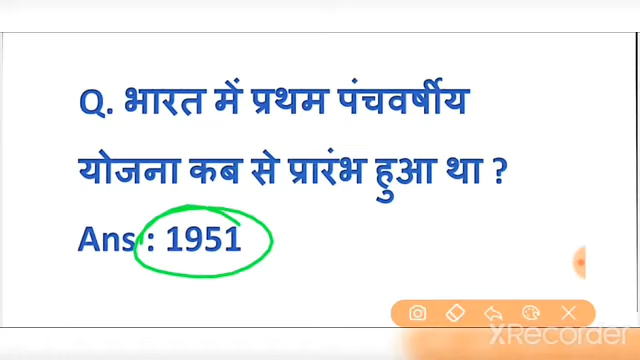 Q. भारत में प्रथम पंचवर्षीय
योजना कब से प्रारंभ हुआ था ?
Ans : 1951
XRecorder